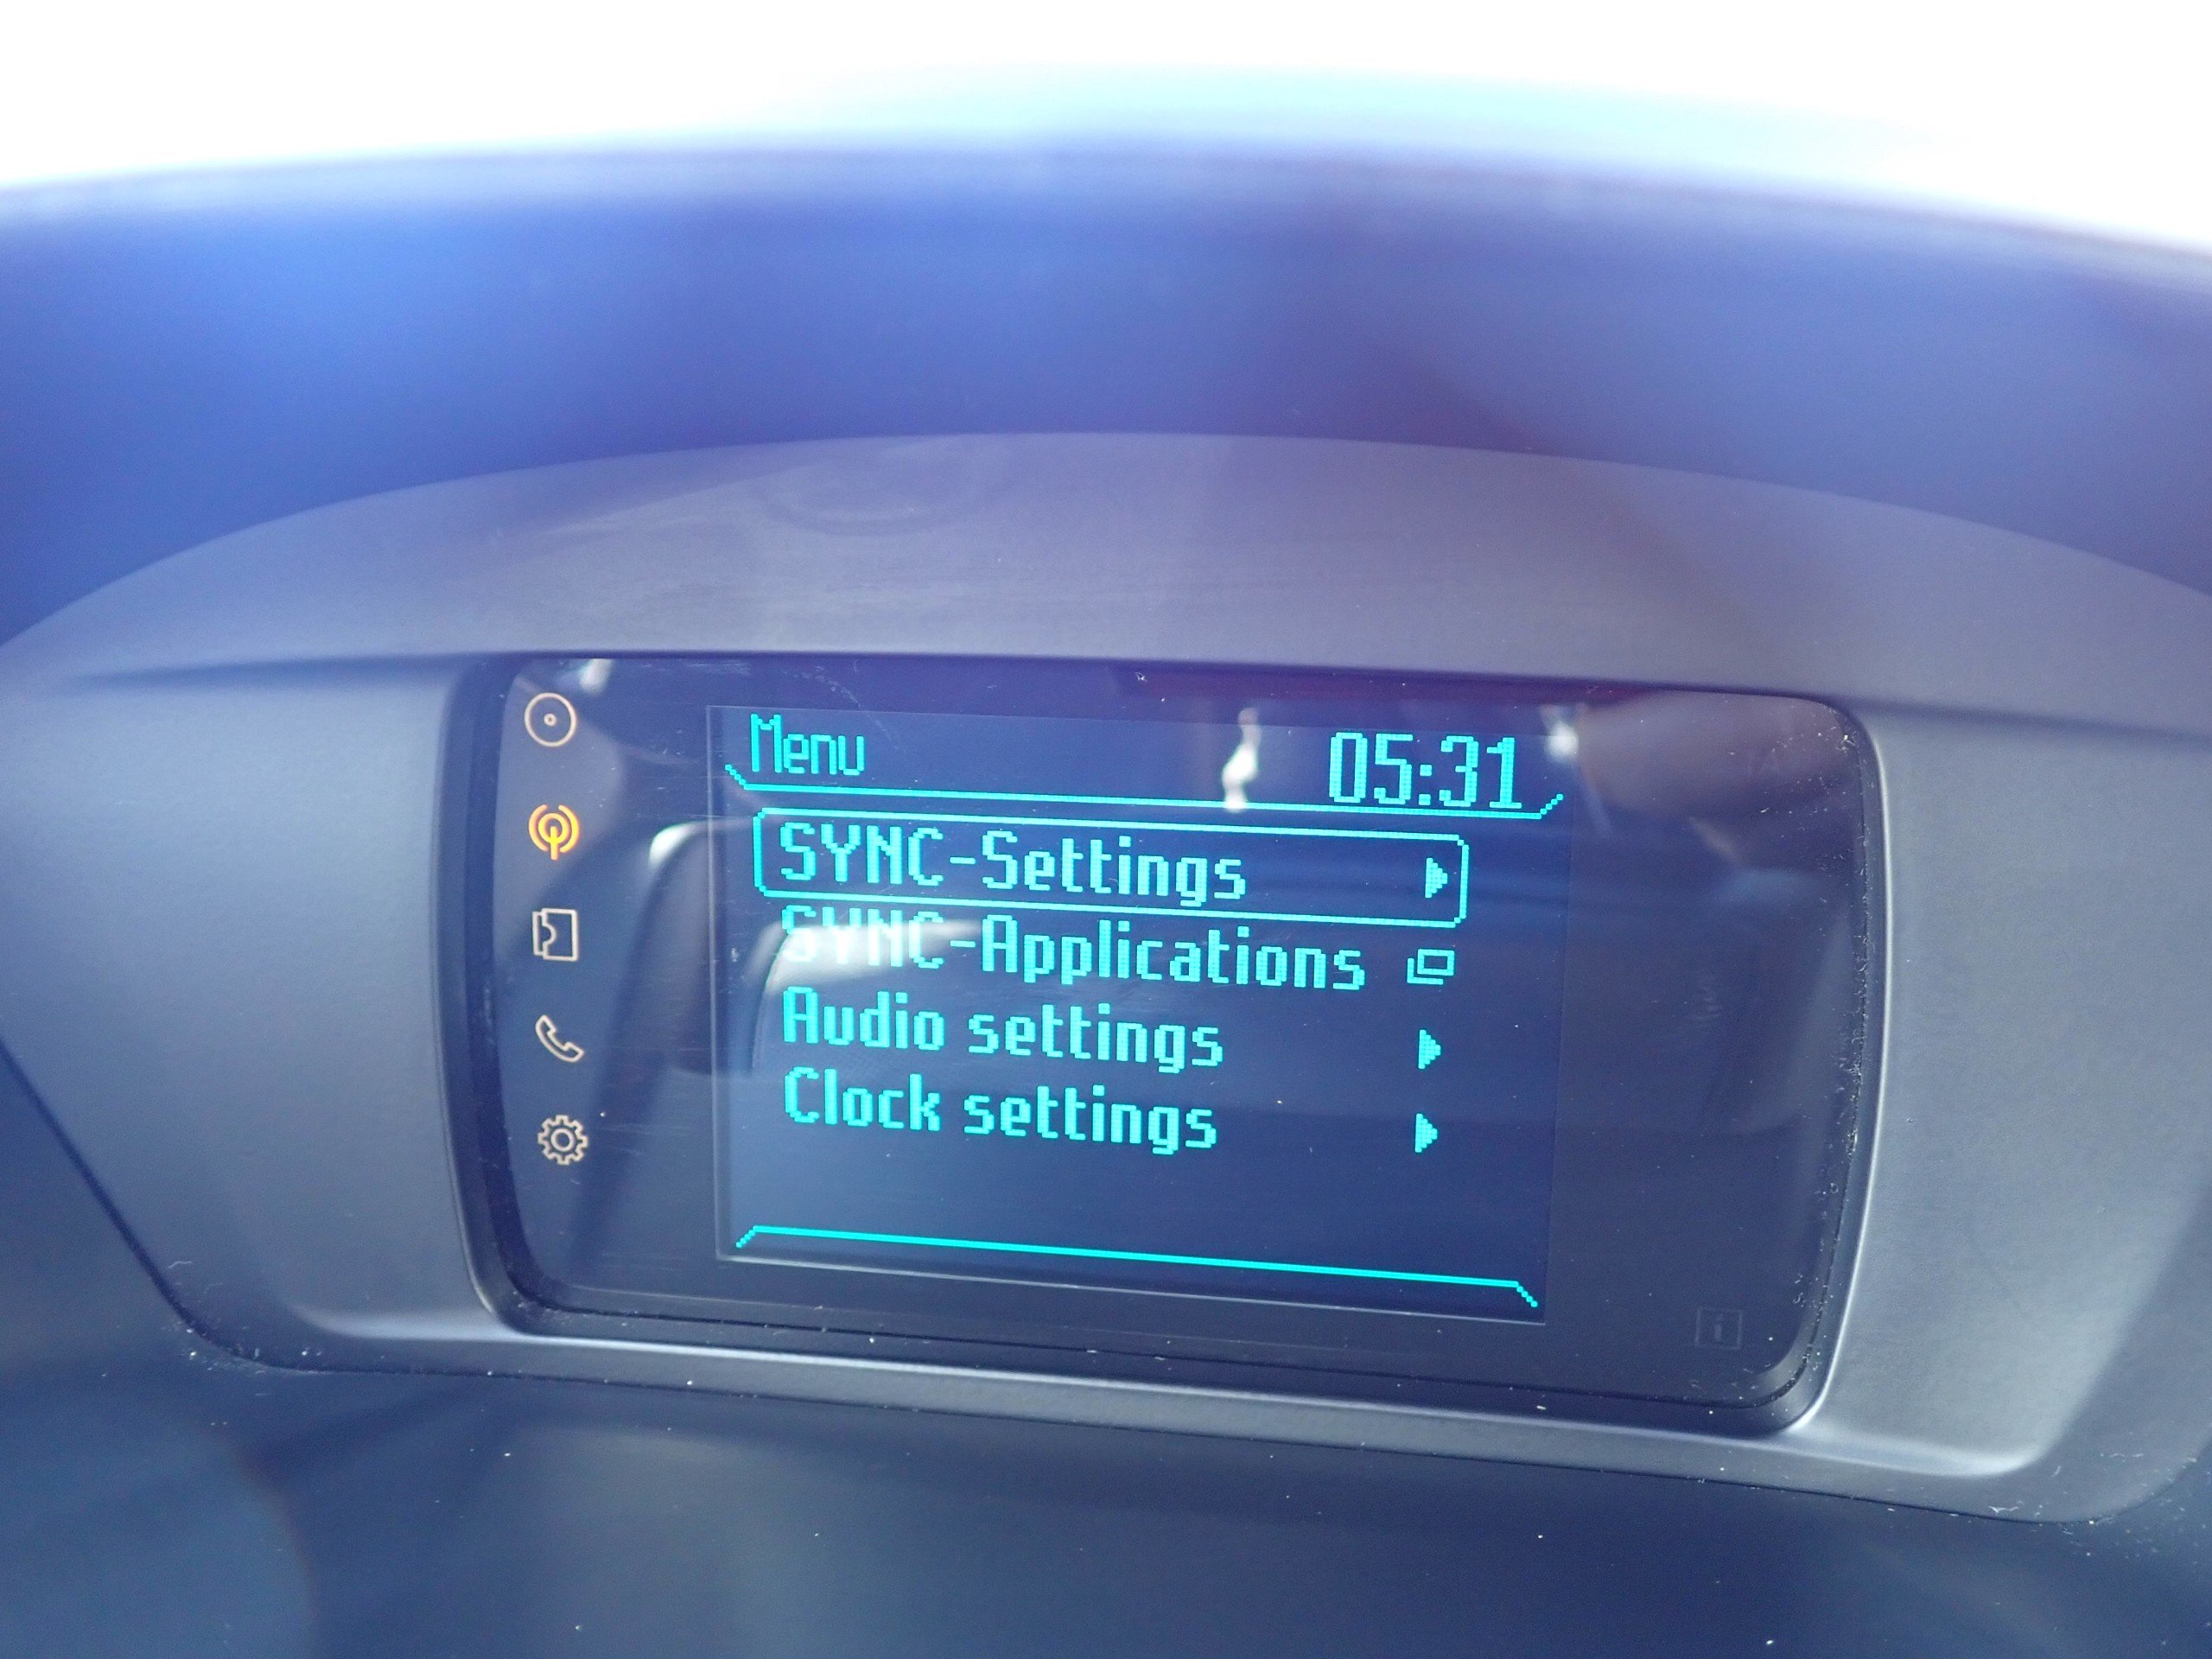 Menu 05:31
SYNC-Settings
SYNC-Applications
Audio settings
Clock settings